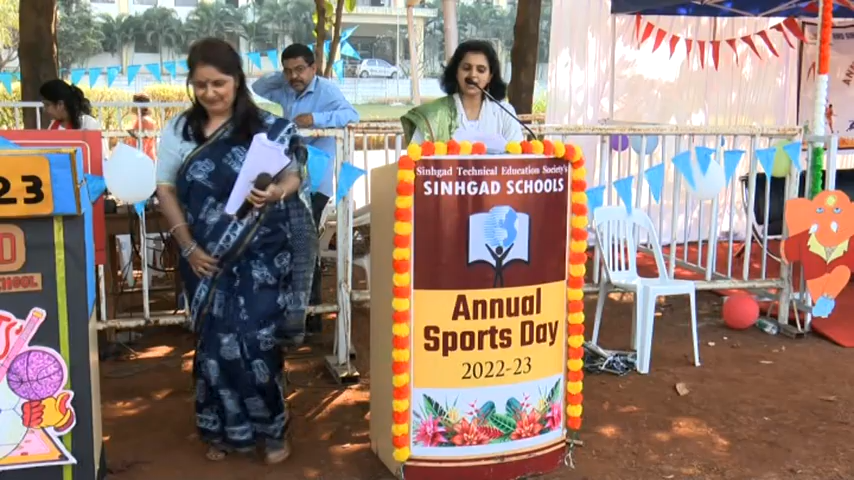 Sinhgad Technical Education Society's
SINHGAD SCHOOLS
Annual
Sports Day
2022-23
23
SCHOOL